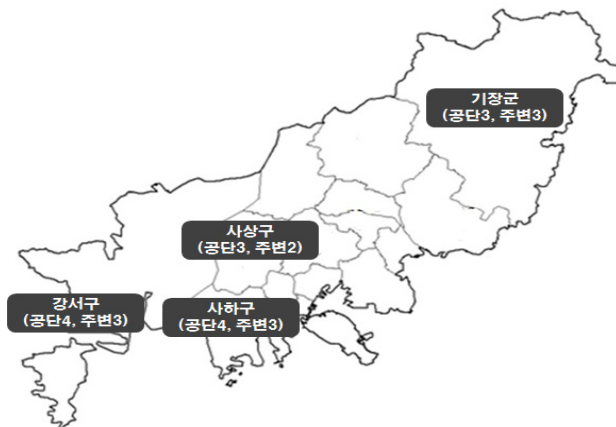 기장군
(공단3, 주변3)
사상구
(공단3, 주변2)
강서구
(공단4, 주변3)
사하구
(공단4, 주변3)